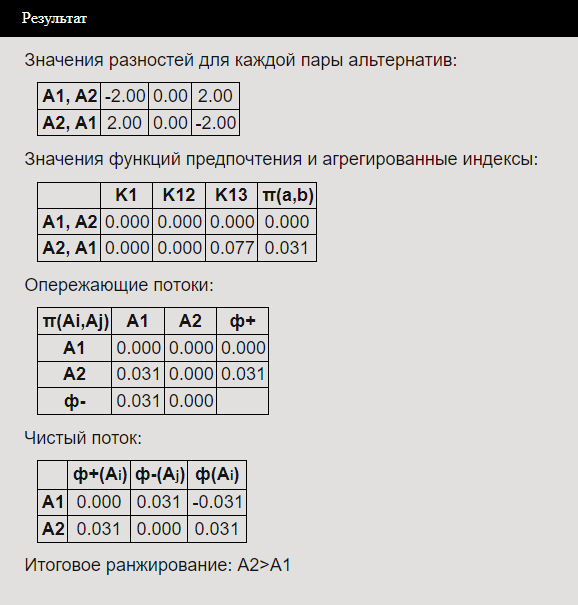 Результат
Значения разностей для каждой пары альтернатив:
A1, A2 -2.00 0.00 2.00
A2, A1 2.00 0.00 -2.00
Значения функций предпочтения и агрегированные индексы:
K1 K12 K13 π(a,b)
A1, A2 0.000 0.000 0.000 0.000
A2, A1 0.000 0.000 0.077 0.031
Опережающие потоки:
π(Ai,Aj) A1 A2 ф+
A1 0.000 0.000 0.000
A2 0.031 0.000 0.031
ф- 0.031 0.000
Чистый поток:
ф+(Ai) ф-(Aj) ф(Ai)
A1 0.000 0.031 -0.031
A2 0.031 0.000 0.031
Итоговое ранжирование: A2>A1